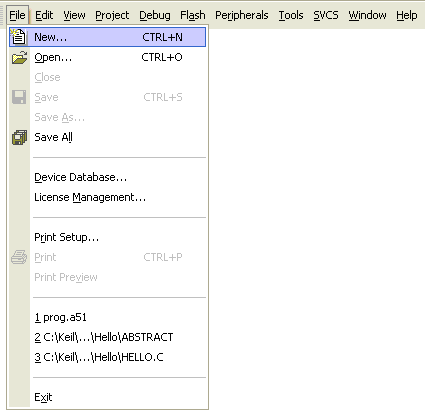 File Edit View Project Debug Flash Peripherals Tools SVCS Window Help
New... CTRL+N
Open... CTRL+O
Close
Save CTRL+S
Save As...
Save All
Device Database...
License Management...
Print Setup...
Print CTRL+P
Print Preview
1 prog.a51
2 C:\Keil\...\Hello\ABSTRACT
3 C:\Keil\...\Hello\HELLO.C
Exit